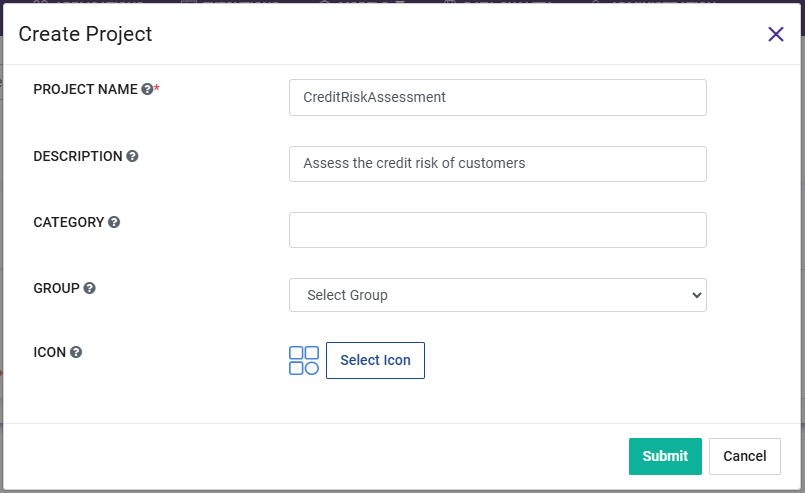 Create Project
PROJECT NAME ?*
CreditRiskAssessment
DESCRIPTION ?
Assess the credit risk of customers
CATEGORY ?
GROUP ?
Select Group
ICON ?
Select Icon
Submit
Cancel